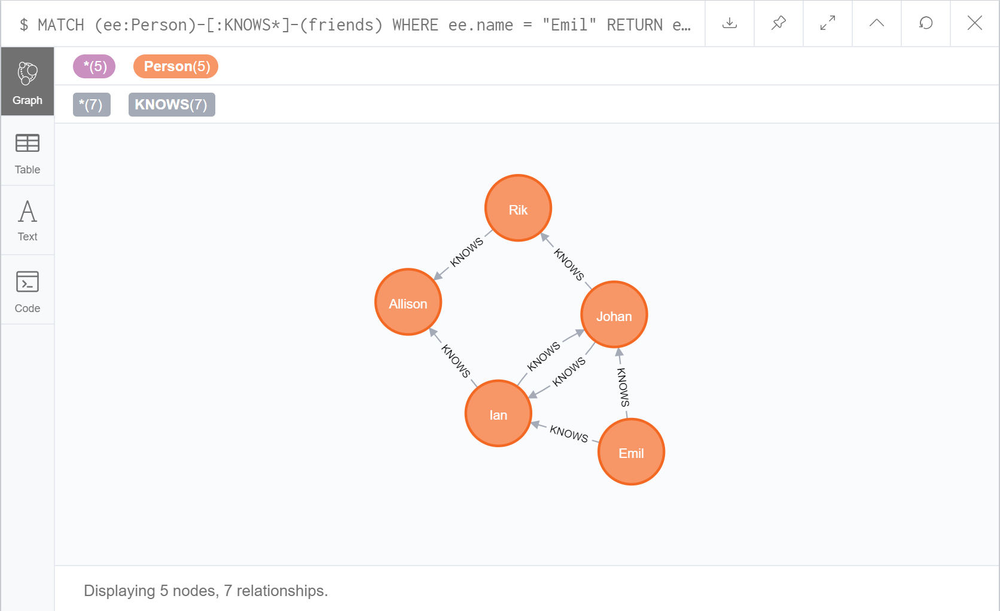 $ MATCH (ee:Person)-[:KNOWS*]-(friends) WHERE ee.name = "Emil" RETURN e…
*(5) Person(5)
Graph
*(7) KNOWS(7)
Table
Text
Code
Rik
KNOWS
KNOWS
Allison
Johan
KNOWS
KNOWS
KNOWS
KNOWS
Ian
KNOWS
Emil
Displaying 5 nodes, 7 relationships.